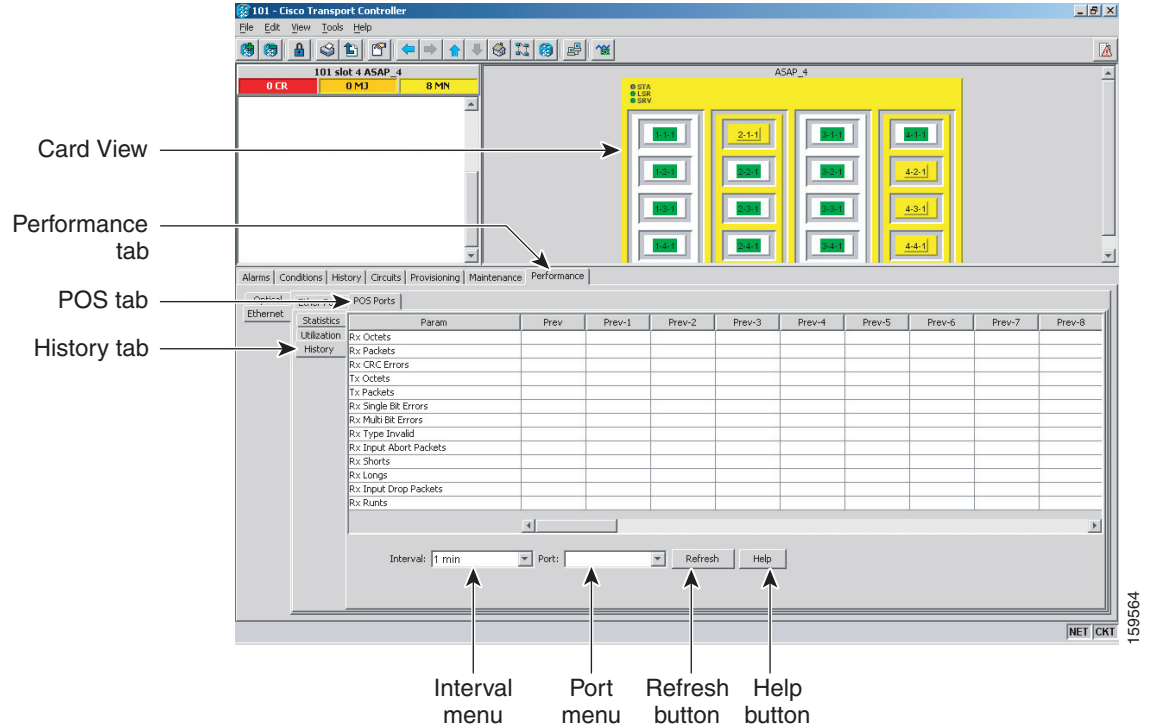 101 - Cisco Transport Controller
File Edit View Tools Help
101 slot 4 ASAP_4
0 CR 0 MJ 8 MN
ASAP_4
STA
LSR
SRV
1-1-1 2-1-1 3-1-1 4-1-1
1-2-1 2-2-1 3-2-1 4-2-1
1-3-1 2-3-1 3-3-1 4-3-1
1-4-1 2-4-1 3-4-1 4-4-1
Card View
Performance
tab
POS tab
History tab
Alarms Conditions History Circuits Provisioning Maintenance Performance
Optical
Ethernet
POS Ports
Statistics
Utilization
History
Param Prev Prev-1 Prev-2 Prev-3 Prev-4 Prev-5 Prev-6 Prev-7 Prev-8
Rx Octets
Rx Packets
Rx CRC Errors
Tx Octets
Tx Packets
Rx Single Bit Errors
Rx Multi Bit Errors
Rx Type Invalid
Rx Input Abort Packets
Rx Shorts
Rx Longs
Rx Input Drop Packets
Rx Runts
Interval: 1 min Port: Refresh Help
NET CKT
159564
Interval
menu
Port
menu
Refresh
button
Help
button